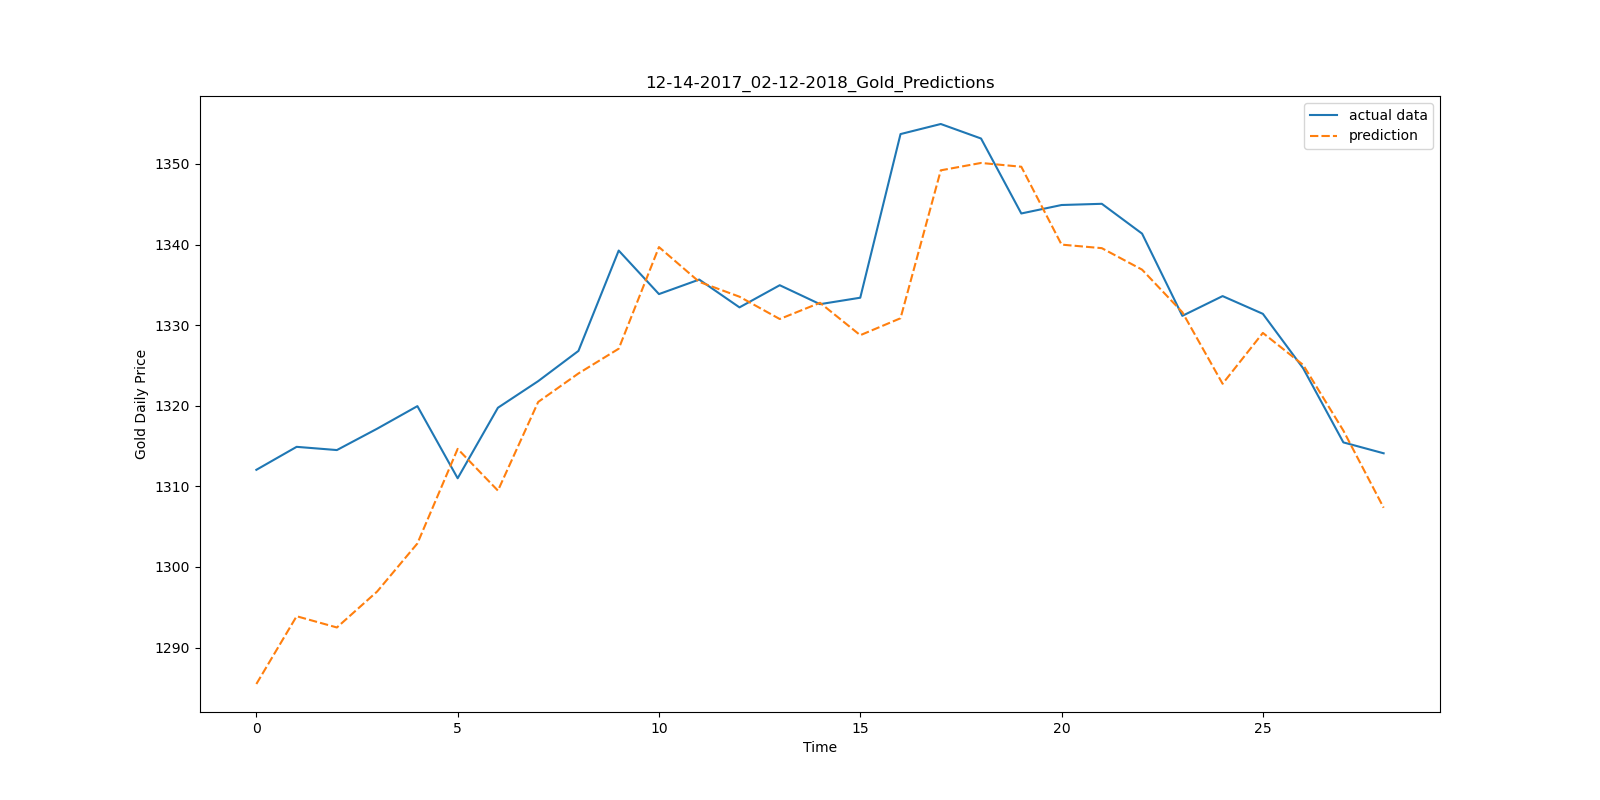 12-14-2017_02-12-2018_Gold_Predictions
actual data
prediction
Gold Daily Price
1350
1340
1330
1320
1310
1300
1290
0 5 10 15 20 25
Time